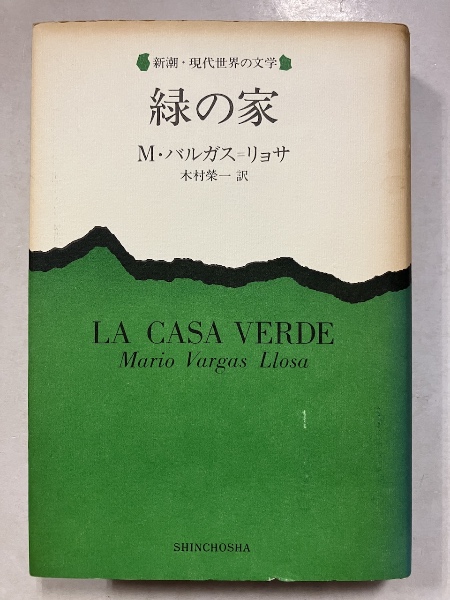 新潮・現代世界の文学
緑の家
M・バルガス=リョサ
木村榮一 訳
LA CASA VERDE
Mario Vargas Llosa
SHINCHOSHA